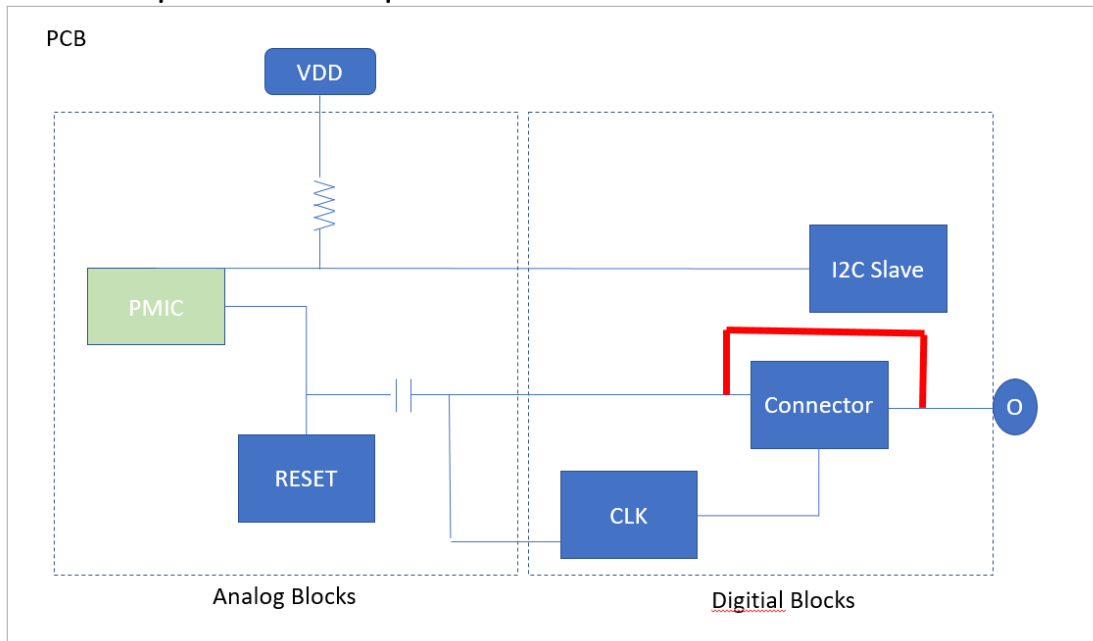 PCB
VDD
I2C Slave
PMIC
Connector
O
RESET
CLK
Analog Blocks
Digitial Blocks